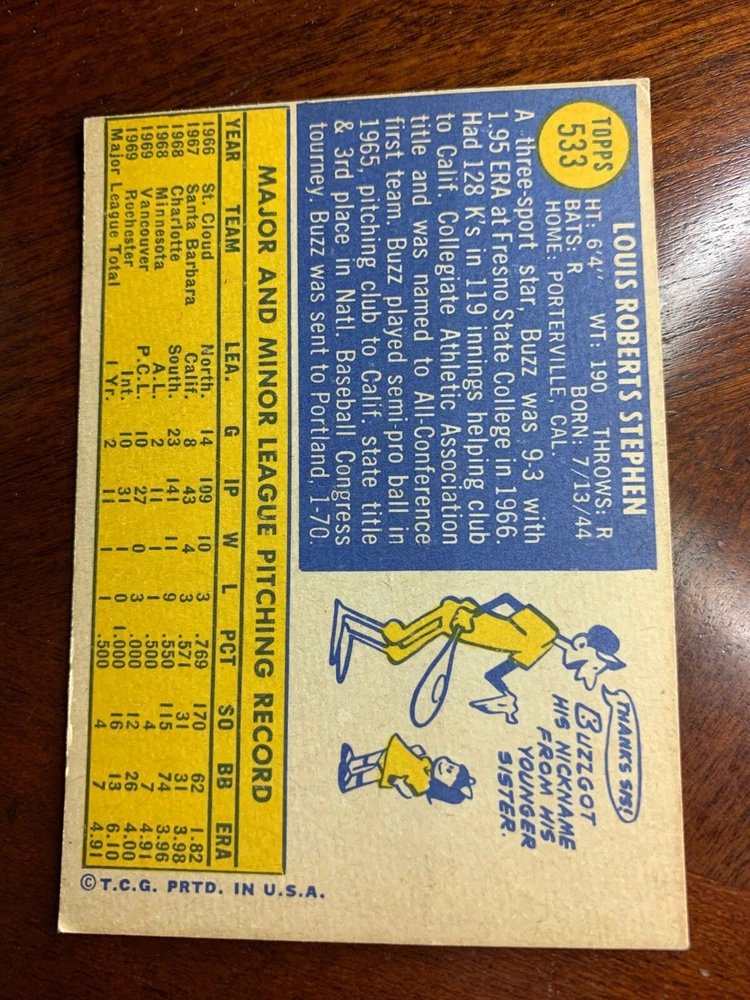 TOPPS
533
LOUIS ROBERTS STEPHEN
HT: 6'4" WT: 190 THROWS: R
BATS: R BORN: 7/13/44
HOME: PORTERVILLE, CAL.
A three-sport star, Buzz was 9-3 with
1.95 ERA at Fresno State College in 1966.
Had 128 K's in 119 innings helping club
to Calif. Collegiate Athletic Association
title and was named to All-Conference
first team. Buzz played semi-pro ball in
1965, pitching club to Calif. state title
& 3rd place in Natl. Baseball Congress
tourney. Buzz was sent to Portland, 1-70.
THANKS SIS!
BUZZ GOT
HIS NICKNAME
FROM HIS
YOUNGER
SISTER.
MAJOR AND MINOR LEAGUE PITCHING RECORD
YEAR TEAM LEA. G IP W L PCT SO BB ERA
1966 St. Cloud North. 14 109 10 3 .769 170 62 1.82
1967 Santa Barbara Calif. 8 43 4 3 .571 31 31 3.98
1968 Charlotte South. 23 141 11 9 .550 115 74 3.96
1968 Minnesota A.L. 2 11 1 1 .500 4 7 4.91
1969 Vancouver P.C.L. 10 27 0 3 .000 12 26 4.00
1969 Rochester Int. 10 31 1 0 1.000 16 13 6.10
Major League Total 1 Yr. 2 11 1 1 .500 4 7 4.91
© T.C.G. PRTD. IN U.S.A.